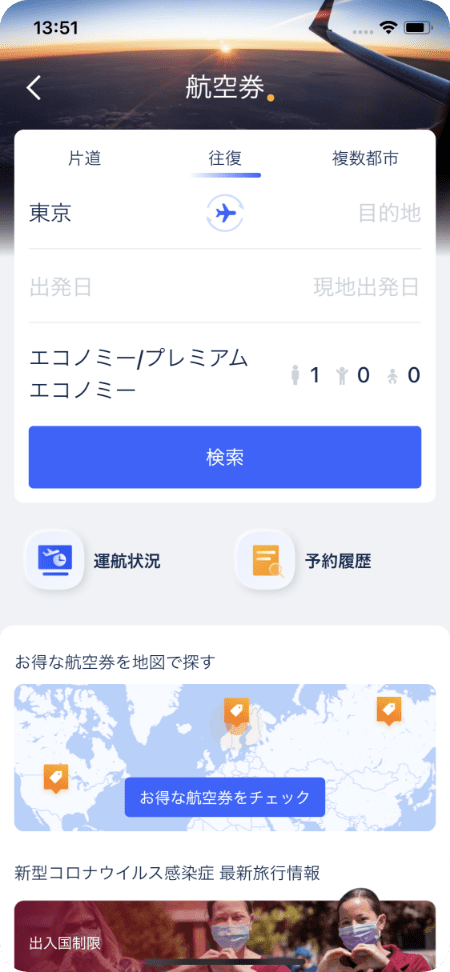 13:51
航空券
片道 往復 複数都市
東京 目的地
出発日 現地出発日
エコノミー/プレミアム
エコノミー
1 0 0
検索
運航状況 予約履歴
お得な航空券を地図で探す
お得な航空券をチェック
新型コロナウイルス感染症 最新旅行情報
出入国制限